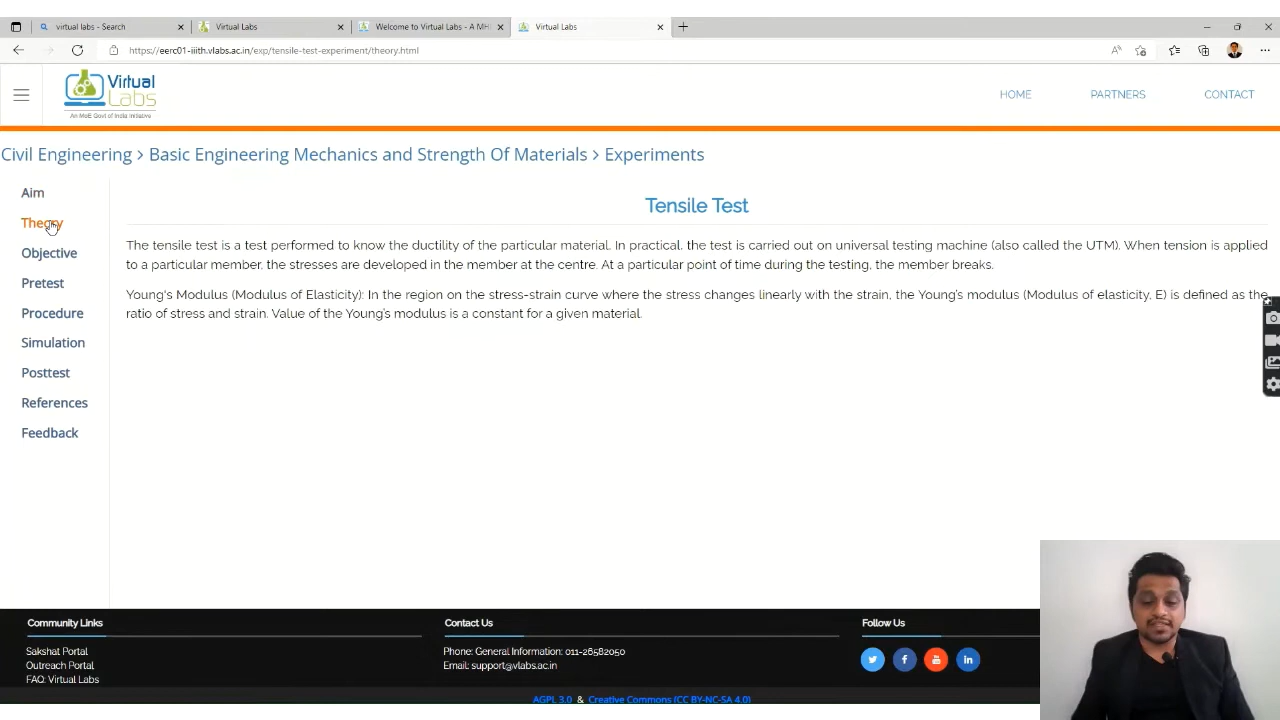 virtual labs - Search
Virtual Labs
Welcome to Virtual Labs - A MH
Virtual Labs
https://eerc01-iiith.vlabs.ac.in/exp/tensile-test-experiment/theory.html
Virtual
Labs
An MoE Govt of India Initiative
HOME
PARTNERS
CONTACT
Civil Engineering > Basic Engineering Mechanics and Strength Of Materials > Experiments
Aim
Theory
Objective
Pretest
Procedure
Simulation
Posttest
References
Feedback
Tensile Test
The tensile test is a test performed to know the ductility of the particular material. In practical, the test is carried out on universal testing machine (also called the UTM). When tension is applied
to a particular member, the stresses are developed in the member at the centre. At a particular point of time during the testing, the member breaks.
Young's Modulus (Modulus of Elasticity): In the region on the stress-strain curve where the stress changes linearly with the strain, the Young's modulus (Modulus of elasticity, E) is defined as the
ratio of stress and strain. Value of the Young's modulus is a constant for a given material.
Community Links
Sakshat Portal
Outreach Portal
FAQ: Virtual Labs
Contact Us
Phone: General Information: 011-26582050
Email: support@vlabs.ac.in
Follow Us
AGPL 3.0 & Creative Commons (CC BY-NC-SA 4.0)